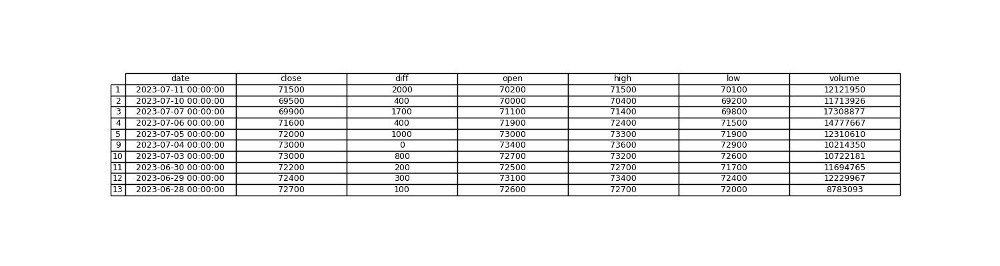 date close diff open high low volume
1 2023-07-11 00:00:00 71500 2000 70200 71500 70100 12121950
2 2023-07-10 00:00:00 69500 400 70000 70400 69200 11713926
3 2023-07-07 00:00:00 69900 1700 71100 71400 69800 17308877
4 2023-07-06 00:00:00 71600 400 71900 72400 71500 14777667
5 2023-07-05 00:00:00 72000 1000 73000 73300 71900 12310610
9 2023-07-04 00:00:00 73000 0 73400 73600 72900 10214350
10 2023-07-03 00:00:00 73000 800 72700 73200 72600 10722181
11 2023-06-30 00:00:00 72200 200 72500 72700 71700 11694765
12 2023-06-29 00:00:00 72400 300 73100 73400 72400 12229967
13 2023-06-28 00:00:00 72700 100 72600 72700 72000 8783093